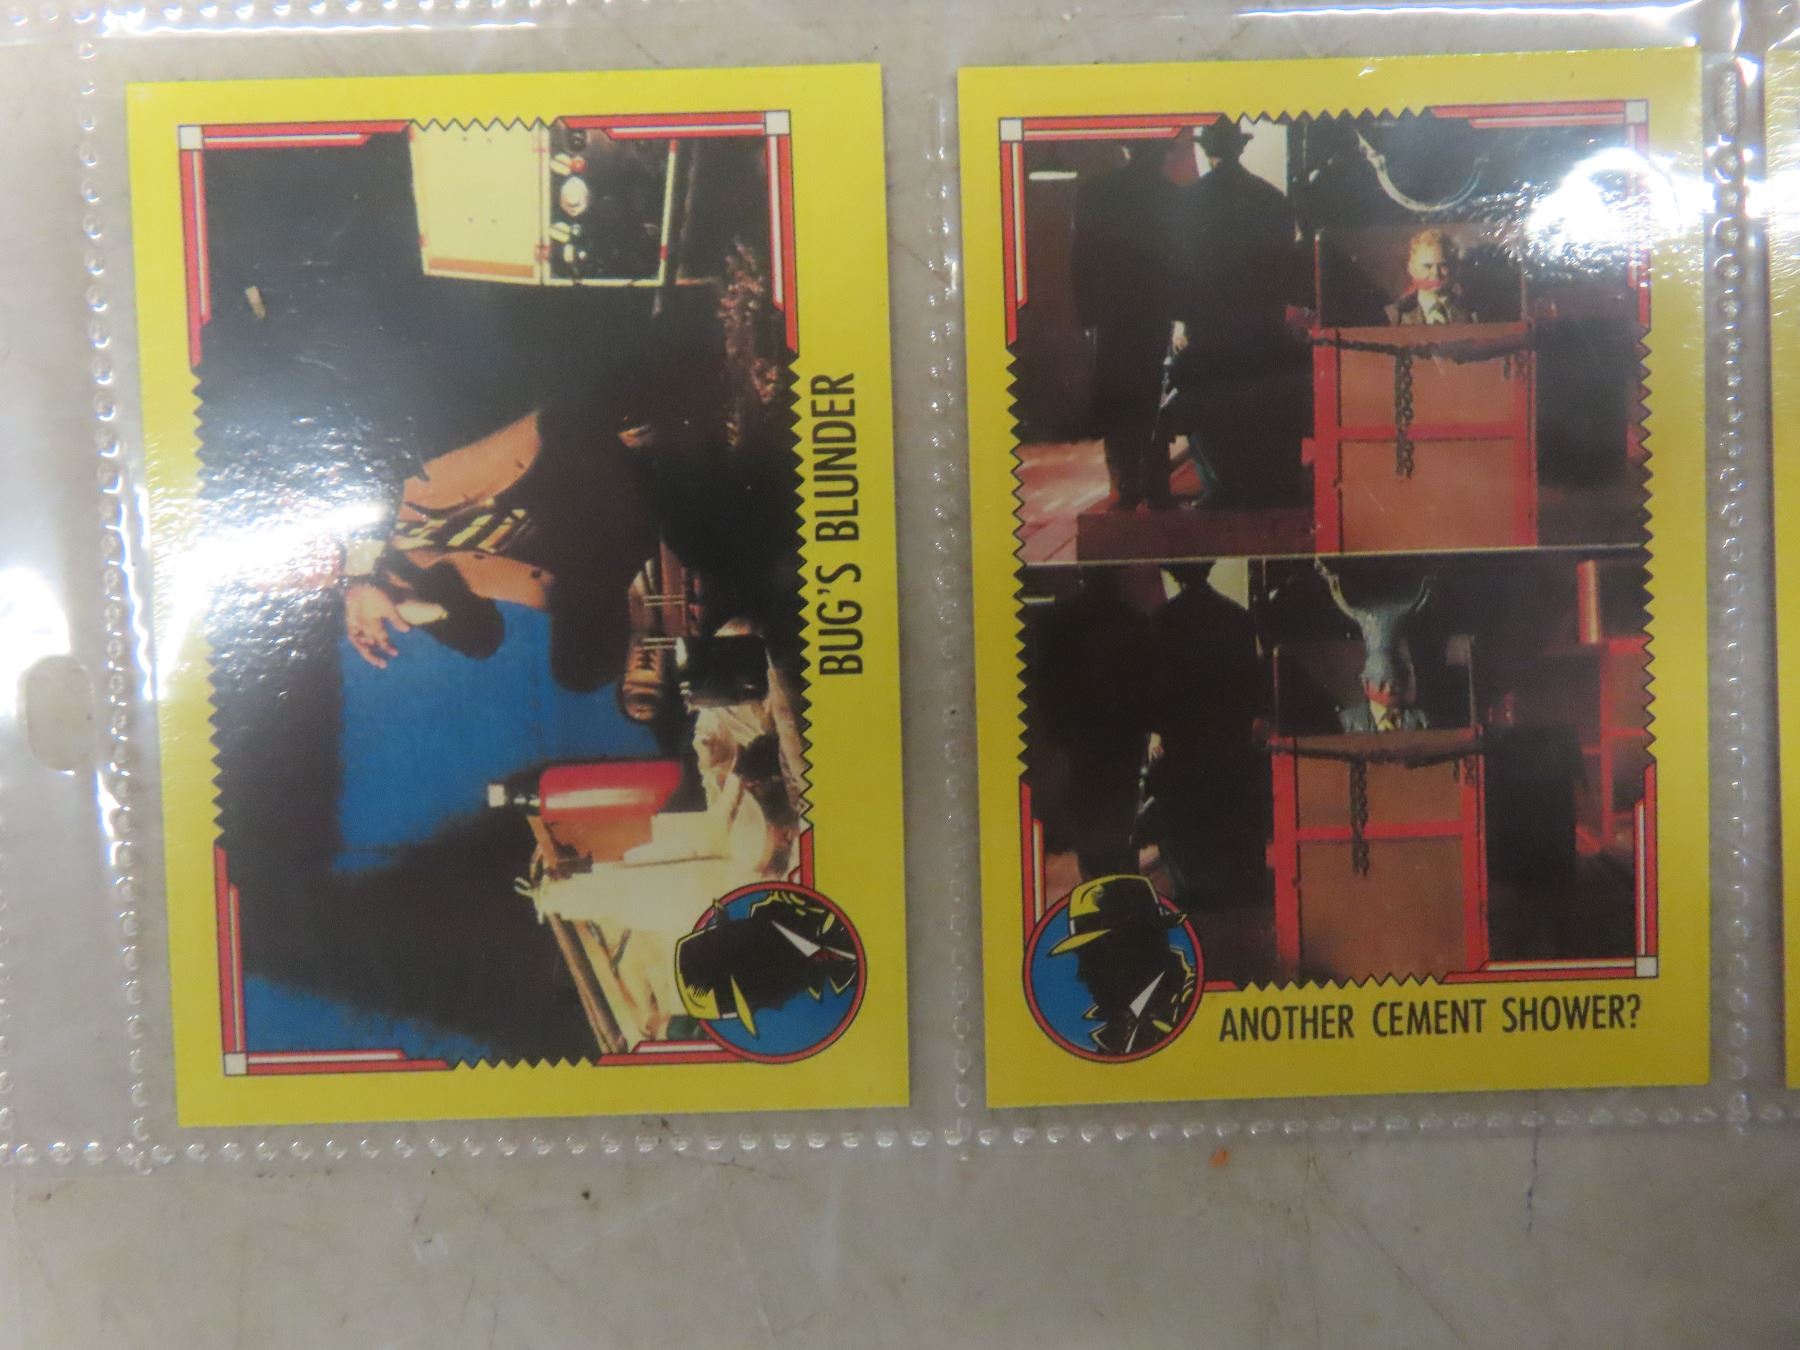 BUG'S BLUNDER
ANOTHER CEMENT SHOWER?